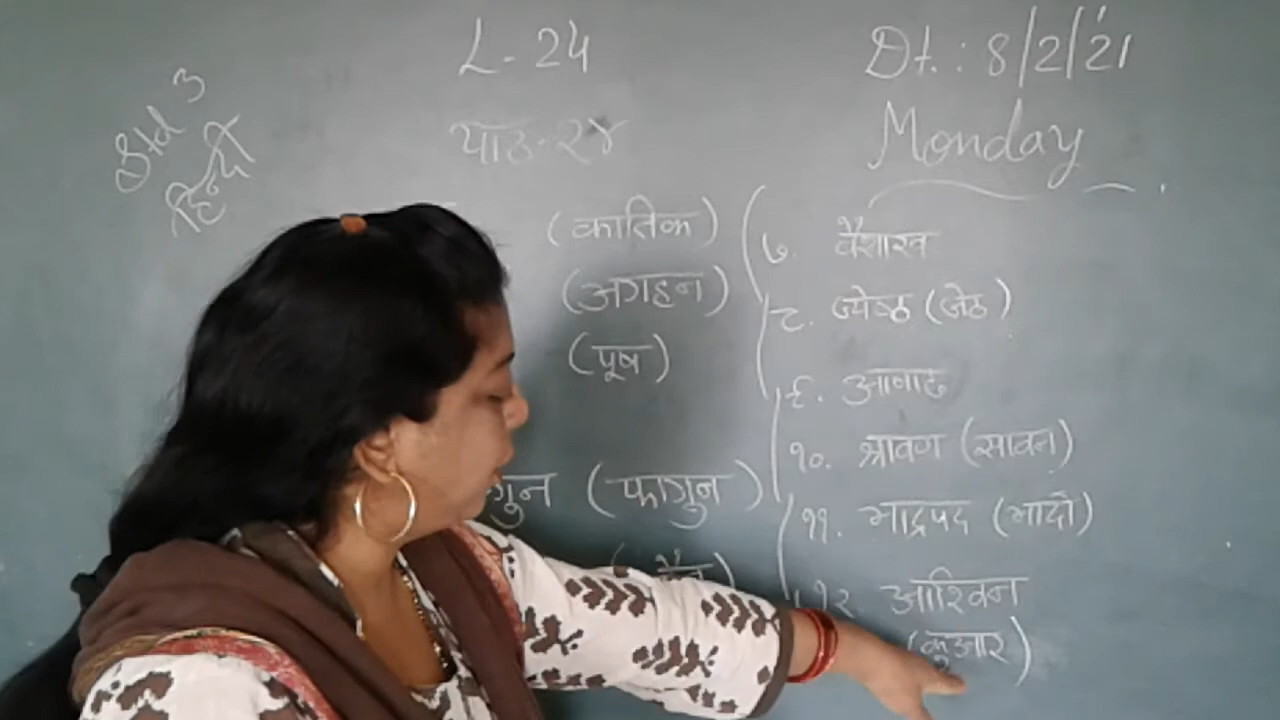 Std 3
हिन्दी
L-24
पाठ-२४
Dt.: 8/2/'21
Monday
(कातिक)
(अगहन)
(पूष)
गुन (फागुन)
(चैत)
७. वैशाख
८. ज्येष्ठ (जेठ)
९. आषाढ
१०. श्रावण (सावन)
११. भाद्रपद (भादों)
१२. आश्विन
(कुआर)